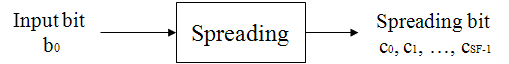 Input bit
b₀
Spreading
Spreading bit
c₀, c₁, …, cSF-1